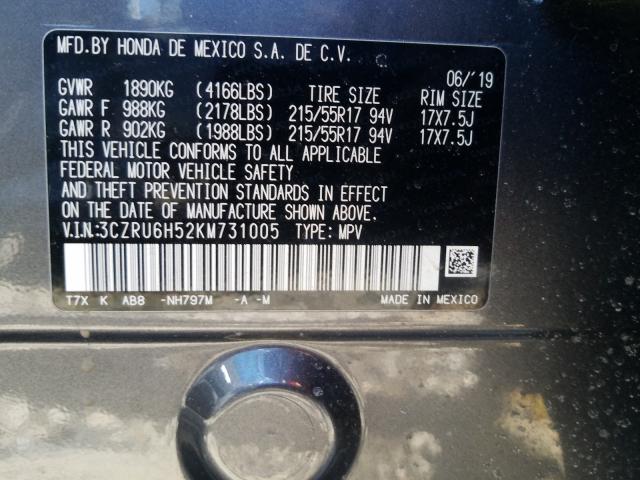 MFD.BY HONDA DE MEXICO S.A. DE C.V.
06/'19
GVWR 1890KG (4166LBS) TIRE SIZE RIM SIZE
GAWR F 988KG (2178LBS) 215/55R17 94V 17X7.5J
GAWR R 902KG (1988LBS) 215/55R17 94V 17X7.5J
THIS VEHICLE CONFORMS TO ALL APPLICABLE
FEDERAL MOTOR VEHICLE SAFETY
AND THEFT PREVENTION STANDARDS IN EFFECT
ON THE DATE OF MANUFACTURE SHOWN ABOVE.
V.I.N:3CZRU6H52KM731005 TYPE: MPV
T7X K AB8 -NH797M -A -M MADE IN MEXICO